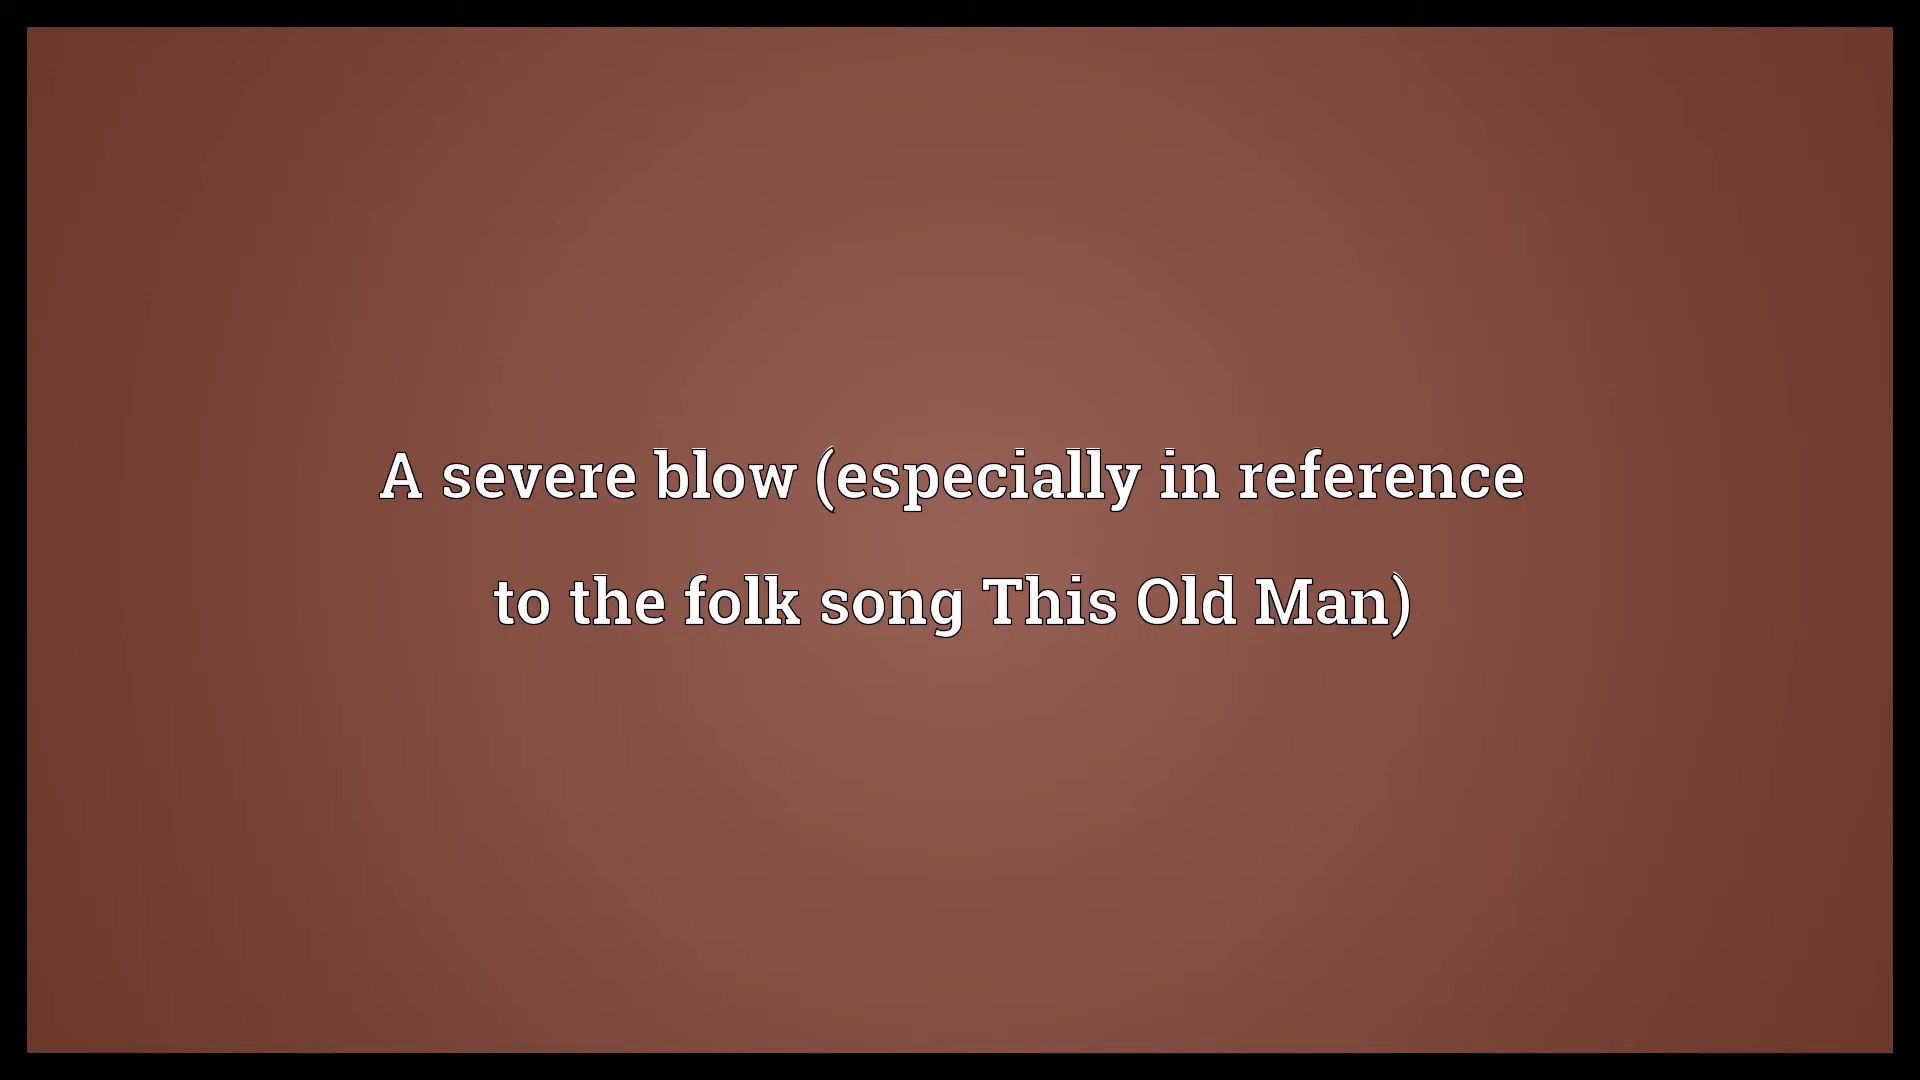 A severe blow (especially in reference
to the folk song This Old Man)